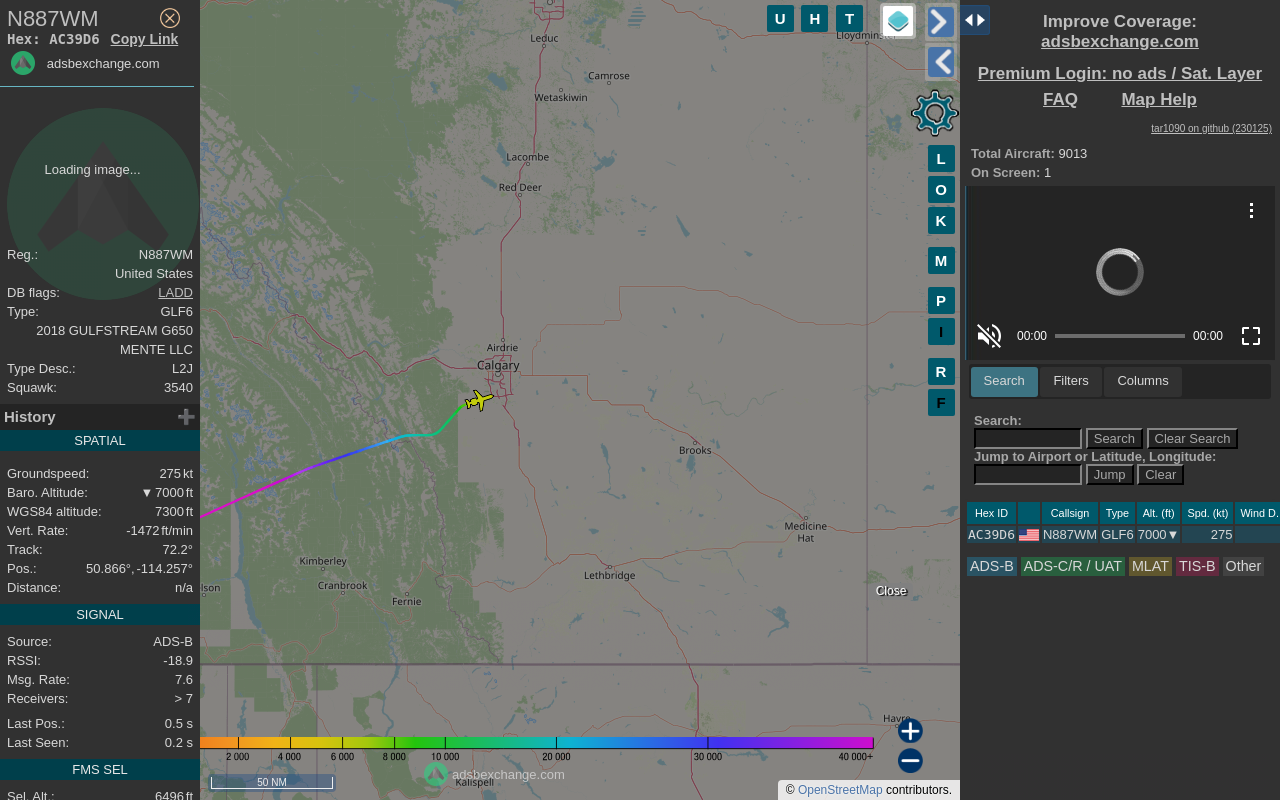 N887WM
Hex: AC39D6 Copy Link
adsbexchange.com
Loading image...
Reg.: N887WM
United States
DB flags: LADD
Type: GLF6
2018 GULFSTREAM G650
MENTE LLC
Type Desc.: L2J
Squawk: 3540
History
SPATIAL
Groundspeed: 275 kt
Baro. Altitude: ▼ 7000 ft
WGS84 altitude: 7300 ft
Vert. Rate: -1472 ft/min
Track: 72.2°
Pos.: 50.866°, -114.257°
Distance: n/a
SIGNAL
Source: ADS-B
RSSI: -18.9
Msg. Rate: 7.6
Receivers: > 7
Last Pos.: 0.5 s
Last Seen: 0.2 s
FMS SEL
Sel. Alt.: 6496 ft
Leduc
Camrose
Wetaskiwin
Lacombe
Red Deer
Airdrie
Calgary
Brooks
Medicine
Hat
Lethbridge
Kimberley
Cranbrook
Fernie
lson
Havre
Kalispell
U H T
L
O
K
M
P
I
R
F
Close
2 000 4 000 6 000 8 000 10 000 20 000 30 000 40 000+
50 NM
adsbexchange.com
© OpenStreetMap contributors.
Improve Coverage:
adsbexchange.com
Premium Login: no ads / Sat. Layer
FAQ Map Help
tar1090 on github (230125)
Total Aircraft: 9013
On Screen: 1
00:00 00:00
Search Filters Columns
Search:
Search Clear Search
Jump to Airport or Latitude, Longitude:
Jump Clear
Hex ID Callsign Type Alt. (ft) Spd. (kt) Wind D.
AC39D6 N887WM GLF6 7000▼ 275
ADS-B ADS-C/R / UAT MLAT TIS-B Other